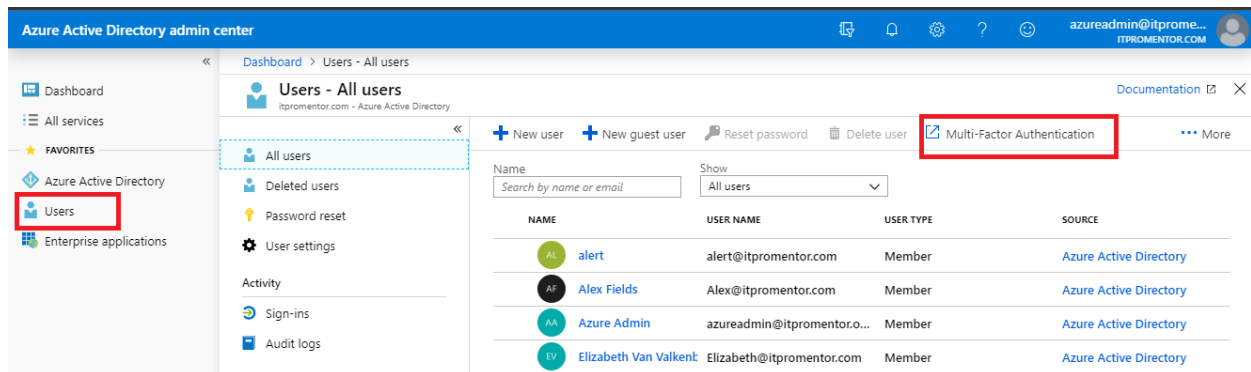 Azure Active Directory admin center
azureadmin@itprome...
ITPROMENTOR.COM
«
Dashboard
All services
FAVORITES
Azure Active Directory
Users
Enterprise applications
Dashboard > Users - All users
Users - All users
itpromentor.com - Azure Active Directory
Documentation
«
All users
Deleted users
Password reset
User settings
Activity
Sign-ins
Audit logs
New user New guest user Reset password Delete user Multi-Factor Authentication ••• More
Name Show
Search by name or email All users
NAME USER NAME USER TYPE SOURCE
AL alert alert@itpromentor.com Member Azure Active Directory
AF Alex Fields Alex@itpromentor.com Member Azure Active Directory
AA Azure Admin azureadmin@itpromentor.o... Member Azure Active Directory
EV Elizabeth Van Valkenb Elizabeth@itpromentor.com Member Azure Active Directory